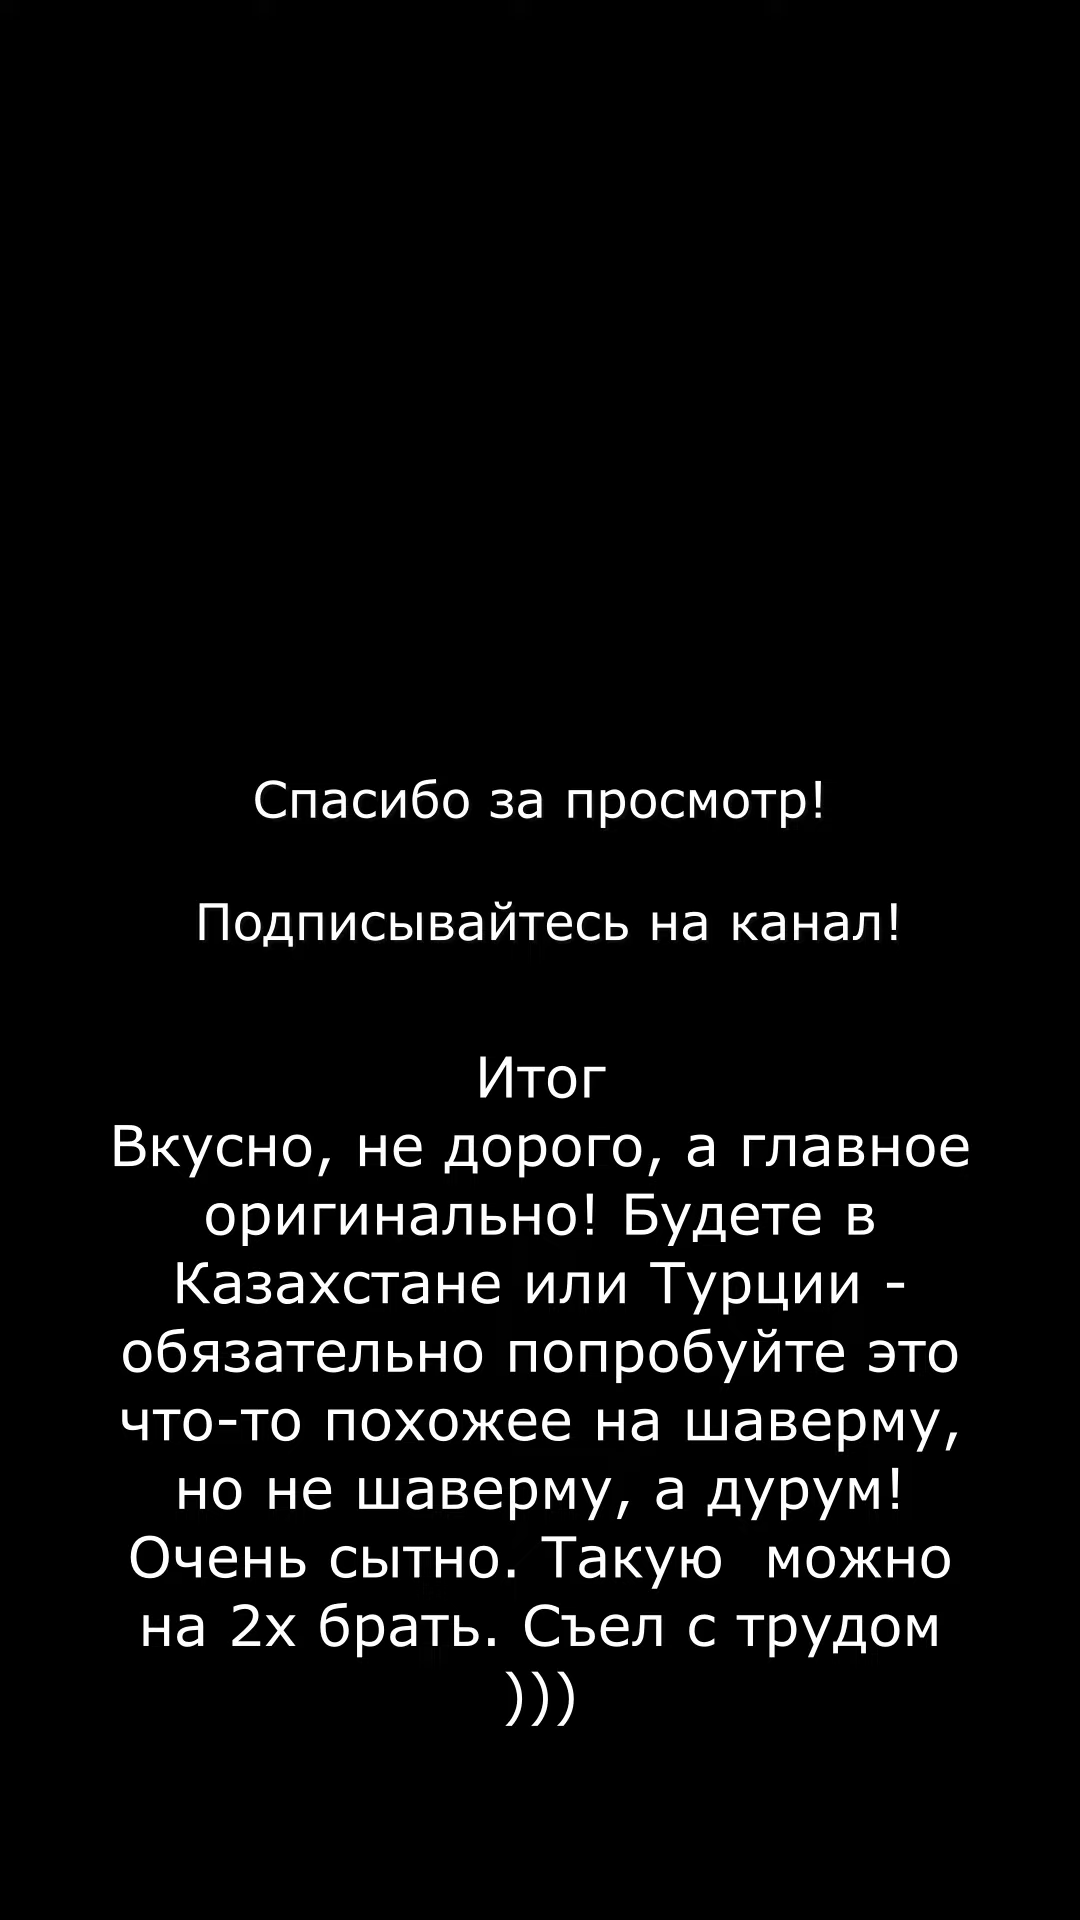 Спасибо за просмотр!
Подписывайтесь на канал!
Итог
Вкусно, не дорого, а главное
оригинально! Будете в
Казахстане или Турции -
обязательно попробуйте это
что-то похожее на шаверму,
но не шаверму, а дурум!
Очень сытно. Такую  можно
на 2х брать. Съел с трудом
)))